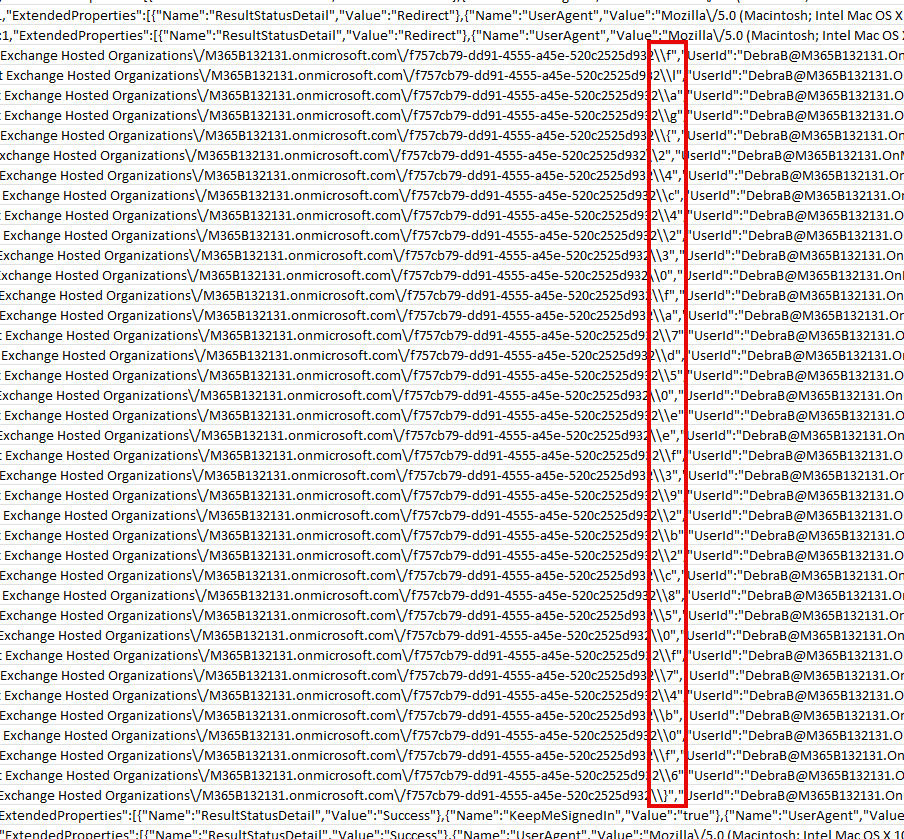 ,"ExtendedProperties":[{"Name":"ResultStatusDetail","Value":"Redirect"},{"Name":"UserAgent","Value":"Mozilla\/5.0 (Macintosh; Intel Mac OS X
:1,"ExtendedProperties":[{"Name":"ResultStatusDetail","Value":"Redirect"},{"Name":"UserAgent","Value":"Mozilla\/5.0 (Macintosh; Intel Mac OS
Exchange Hosted Organizations\/M365B132131.onmicrosoft.com\/f757cb79-dd91-4555-a45e-520c2525d932\\f","UserId":"DebraB@M365B132131.On
t Exchange Hosted Organizations\/M365B132131.onmicrosoft.com\/f757cb79-dd91-4555-a45e-520c2525d932\\l","UserId":"DebraB@M365B132131.O
Exchange Hosted Organizations\/M365B132131.onmicrosoft.com\/f757cb79-dd91-4555-a45e-520c2525d932\\a","UserId":"DebraB@M365B132131.O
Exchange Hosted Organizations\/M365B132131.onmicrosoft.com\/f757cb79-dd91-4555-a45e-520c2525d932\\g","UserId":"DebraB@M365B132131.O
Exchange Hosted Organizations\/M365B132131.onmicrosoft.com\/f757cb79-dd91-4555-a45e-520c2525d932\\{","UserId":"DebraB@M365B132131.On
xchange Hosted Organizations\/M365B132131.onmicrosoft.com\/f757cb79-dd91-4555-a45e-520c2525d932\\2","UserId":"DebraB@M365B132131.OnM
Exchange Hosted Organizations\/M365B132131.onmicrosoft.com\/f757cb79-dd91-4555-a45e-520c2525d932\\4","UserId":"DebraB@M365B132131.On
Exchange Hosted Organizations\/M365B132131.onmicrosoft.com\/f757cb79-dd91-4555-a45e-520c2525d932\\c","UserId":"DebraB@M365B132131.O
t Exchange Hosted Organizations\/M365B132131.onmicrosoft.com\/f757cb79-dd91-4555-a45e-520c2525d932\\4","UserId":"DebraB@M365B132131.O
Exchange Hosted Organizations\/M365B132131.onmicrosoft.com\/f757cb79-dd91-4555-a45e-520c2525d932\\2","UserId":"DebraB@M365B132131.O
Exchange Hosted Organizations\/M365B132131.onmicrosoft.com\/f757cb79-dd91-4555-a45e-520c2525d932\\3","UserId":"DebraB@M365B132131.On
Exchange Hosted Organizations\/M365B132131.onmicrosoft.com\/f757cb79-dd91-4555-a45e-520c2525d932\\0","UserId":"DebraB@M365B132131.On
Exchange Hosted Organizations\/M365B132131.onmicrosoft.com\/f757cb79-dd91-4555-a45e-520c2525d932\\f","UserId":"DebraB@M365B132131.On
Exchange Hosted Organizations\/M365B132131.onmicrosoft.com\/f757cb79-dd91-4555-a45e-520c2525d932\\a","UserId":"DebraB@M365B132131.O
t Exchange Hosted Organizations\/M365B132131.onmicrosoft.com\/f757cb79-dd91-4555-a45e-520c2525d932\\7","UserId":"DebraB@M365B132131.O
Exchange Hosted Organizations\/M365B132131.onmicrosoft.com\/f757cb79-dd91-4555-a45e-520c2525d932\\d","UserId":"DebraB@M365B132131.O
t Exchange Hosted Organizations\/M365B132131.onmicrosoft.com\/f757cb79-dd91-4555-a45e-520c2525d932\\5","UserId":"DebraB@M365B132131.O
Exchange Hosted Organizations\/M365B132131.onmicrosoft.com\/f757cb79-dd91-4555-a45e-520c2525d932\\0","UserId":"DebraB@M365B132131.On
t Exchange Hosted Organizations\/M365B132131.onmicrosoft.com\/f757cb79-dd91-4555-a45e-520c2525d932\\e","UserId":"DebraB@M365B132131.O
Exchange Hosted Organizations\/M365B132131.onmicrosoft.com\/f757cb79-dd91-4555-a45e-520c2525d932\\e","UserId":"DebraB@M365B132131.On
t Exchange Hosted Organizations\/M365B132131.onmicrosoft.com\/f757cb79-dd91-4555-a45e-520c2525d932\\f","UserId":"DebraB@M365B132131.O
Exchange Hosted Organizations\/M365B132131.onmicrosoft.com\/f757cb79-dd91-4555-a45e-520c2525d932\\3","UserId":"DebraB@M365B132131.O
t Exchange Hosted Organizations\/M365B132131.onmicrosoft.com\/f757cb79-dd91-4555-a45e-520c2525d932\\9","UserId":"DebraB@M365B132131.O
Exchange Hosted Organizations\/M365B132131.onmicrosoft.com\/f757cb79-dd91-4555-a45e-520c2525d932\\2","UserId":"DebraB@M365B132131.O
t Exchange Hosted Organizations\/M365B132131.onmicrosoft.com\/f757cb79-dd91-4555-a45e-520c2525d932\\b","UserId":"DebraB@M365B132131.O
t Exchange Hosted Organizations\/M365B132131.onmicrosoft.com\/f757cb79-dd91-4555-a45e-520c2525d932\\2","UserId":"DebraB@M365B132131.O
Exchange Hosted Organizations\/M365B132131.onmicrosoft.com\/f757cb79-dd91-4555-a45e-520c2525d932\\c","UserId":"DebraB@M365B132131.On
Exchange Hosted Organizations\/M365B132131.onmicrosoft.com\/f757cb79-dd91-4555-a45e-520c2525d932\\8","UserId":"DebraB@M365B132131.O
Exchange Hosted Organizations\/M365B132131.onmicrosoft.com\/f757cb79-dd91-4555-a45e-520c2525d932\\5","UserId":"DebraB@M365B132131.O
Exchange Hosted Organizations\/M365B132131.onmicrosoft.com\/f757cb79-dd91-4555-a45e-520c2525d932\\0","UserId":"DebraB@M365B132131.On
t Exchange Hosted Organizations\/M365B132131.onmicrosoft.com\/f757cb79-dd91-4555-a45e-520c2525d932\\f","UserId":"DebraB@M365B132131.O
Exchange Hosted Organizations\/M365B132131.onmicrosoft.com\/f757cb79-dd91-4555-a45e-520c2525d932\\7","UserId":"DebraB@M365B132131.On
t Exchange Hosted Organizations\/M365B132131.onmicrosoft.com\/f757cb79-dd91-4555-a45e-520c2525d932\\4","UserId":"DebraB@M365B132131.O
Exchange Hosted Organizations\/M365B132131.onmicrosoft.com\/f757cb79-dd91-4555-a45e-520c2525d932\\b","UserId":"DebraB@M365B132131.On
Exchange Hosted Organizations\/M365B132131.onmicrosoft.com\/f757cb79-dd91-4555-a45e-520c2525d932\\0","UserId":"DebraB@M365B132131.On
Exchange Hosted Organizations\/M365B132131.onmicrosoft.com\/f757cb79-dd91-4555-a45e-520c2525d932\\f","UserId":"DebraB@M365B132131.On
t Exchange Hosted Organizations\/M365B132131.onmicrosoft.com\/f757cb79-dd91-4555-a45e-520c2525d932\\6","UserId":"DebraB@M365B132131.O
Exchange Hosted Organizations\/M365B132131.onmicrosoft.com\/f757cb79-dd91-4555-a45e-520c2525d932\\}","UserId":"DebraB@M365B132131.On
ExtendedProperties":[{"Name":"ResultStatusDetail","Value":"Success"},{"Name":"KeepMeSignedIn","Value":"true"},{"Name":"UserAgent","Value"
"ExtendedProperties":[{"Name":"ResultStatusDetail","Value":"Success"},{"Name":"UserAgent","Value":"Mozilla\/5.0 (Macintosh; Intel Mac OS X 10